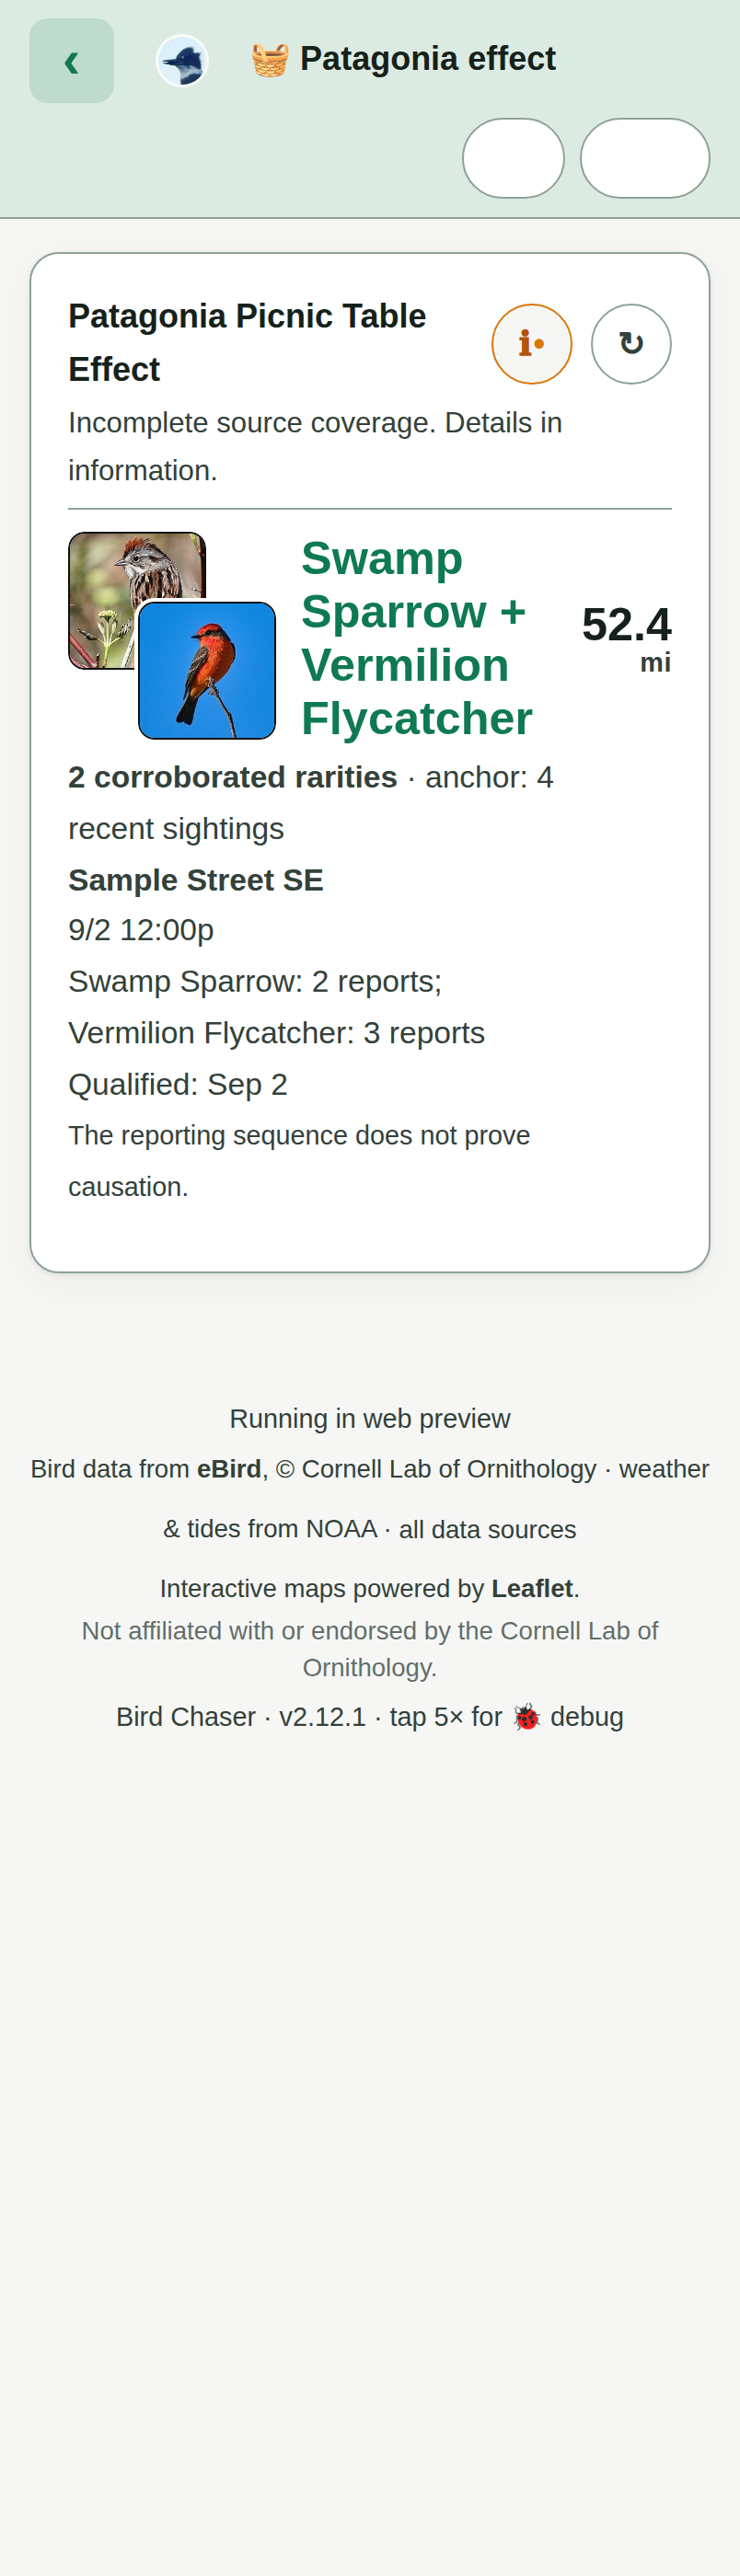 ‹
🧺 Patagonia effect
Patagonia Picnic Table
Effect
i•
↻
Incomplete source coverage. Details in
information.
Swamp
Sparrow +
Vermilion
Flycatcher
52.4
mi
2 corroborated rarities · anchor: 4
recent sightings
Sample Street SE
9/2 12:00p
Swamp Sparrow: 2 reports;
Vermilion Flycatcher: 3 reports
Qualified: Sep 2
The reporting sequence does not prove
causation.
Running in web preview
Bird data from eBird, © Cornell Lab of Ornithology · weather
& tides from NOAA · all data sources
Interactive maps powered by Leaflet.
Not affiliated with or endorsed by the Cornell Lab of
Ornithology.
Bird Chaser · v2.12.1 · tap 5× for 🐞 debug